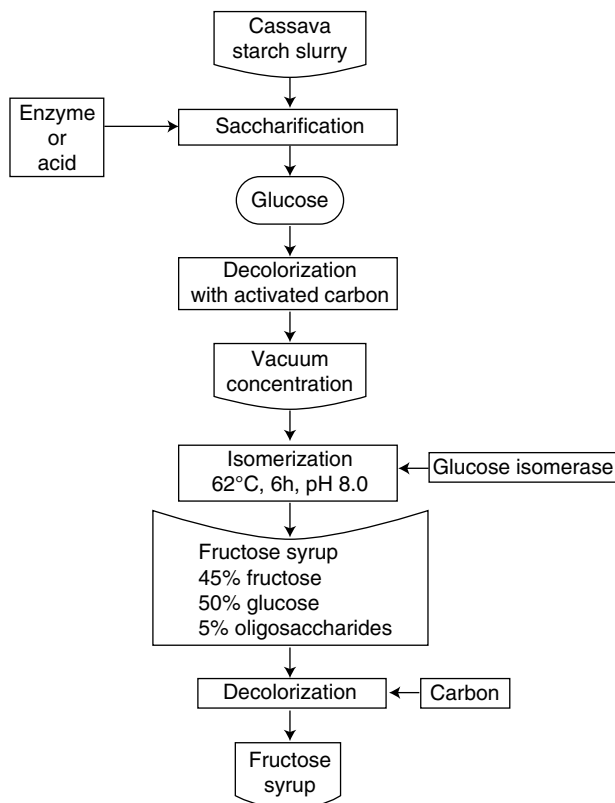 Cassava
starch slurry
Enzyme
or
acid
Saccharification
Glucose
Decolorization
with activated carbon
Vacuum
concentration
Isomerization
62°C, 6h, pH 8.0
Glucose isomerase
Fructose syrup
45% fructose
50% glucose
5% oligosaccharides
Decolorization
Carbon
Fructose
syrup